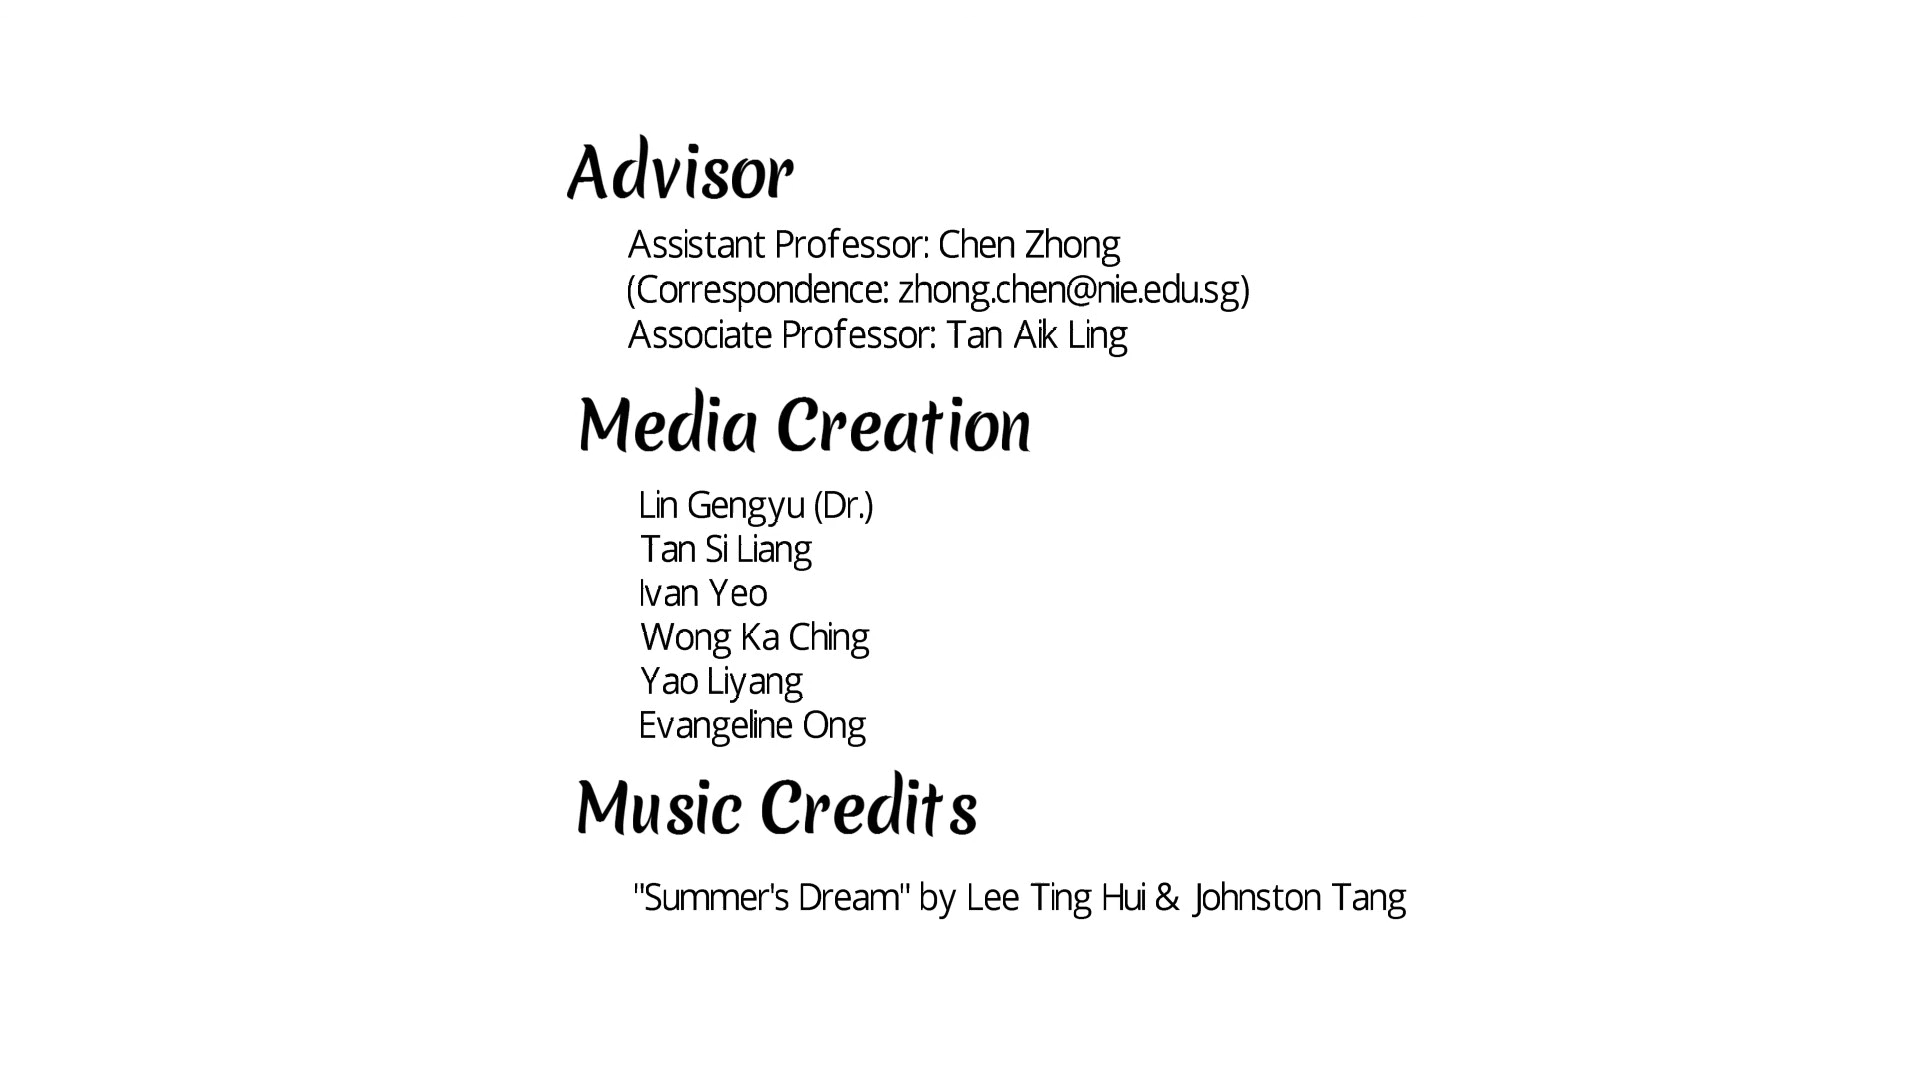 Advisor
Assistant Professor: Chen Zhong
(Correspondence: zhong.chen@nie.edu.sg)
Associate Professor: Tan Aik Ling
Media Creation
Lin Gengyu (Dr.)
Tan Si Liang
Ivan Yeo
Wong Ka Ching
Yao Liyang
Evangeline Ong
Music Credits
"Summer's Dream" by Lee Ting Hui & Johnston Tang